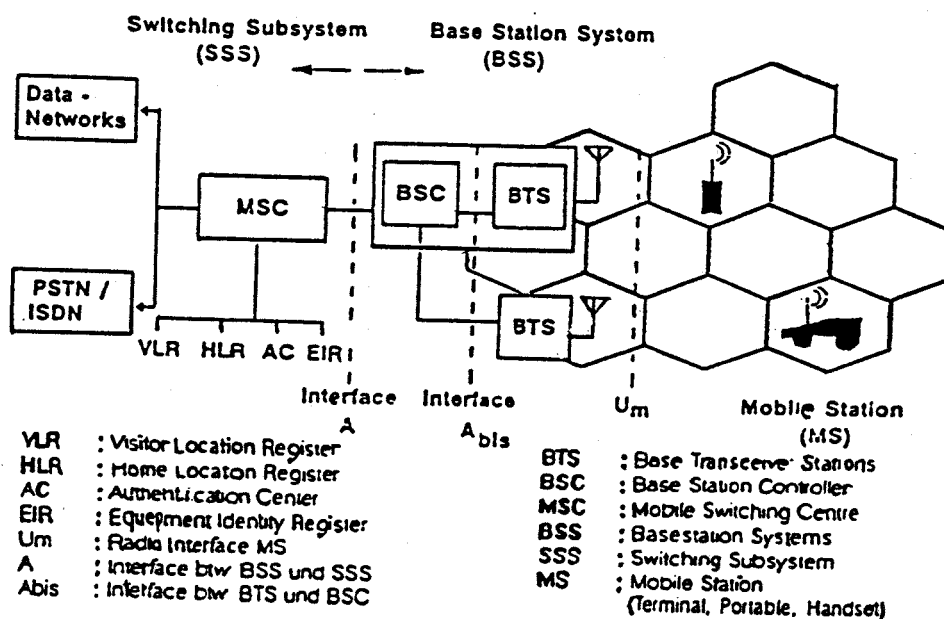 Switching Subsystem
(SSS)
Base Station System
(BSS)
Data -
Networks
MSC
BSC
BTS
PSTN /
ISDN
BTS
VLR HLR AC EIR
Interface
A
Interface
Abis
Um
Mobile Station
(MS)
VLR : Visitor Location Register
HLR : Home Location Register
AC : Authentication Center
EIR : Equepment Identity Register
Um : Radio Interface MS
A : Interface btw BSS und SSS
Abis : Interface btw BTS und BSC
BTS : Base Transceiver Stations
BSC : Base Station Controller
MSC : Mobile Switching Centre
BSS : Basestation Systems
SSS : Switching Subsystem
MS : Mobile Station
(Terminal, Portable, Handset)